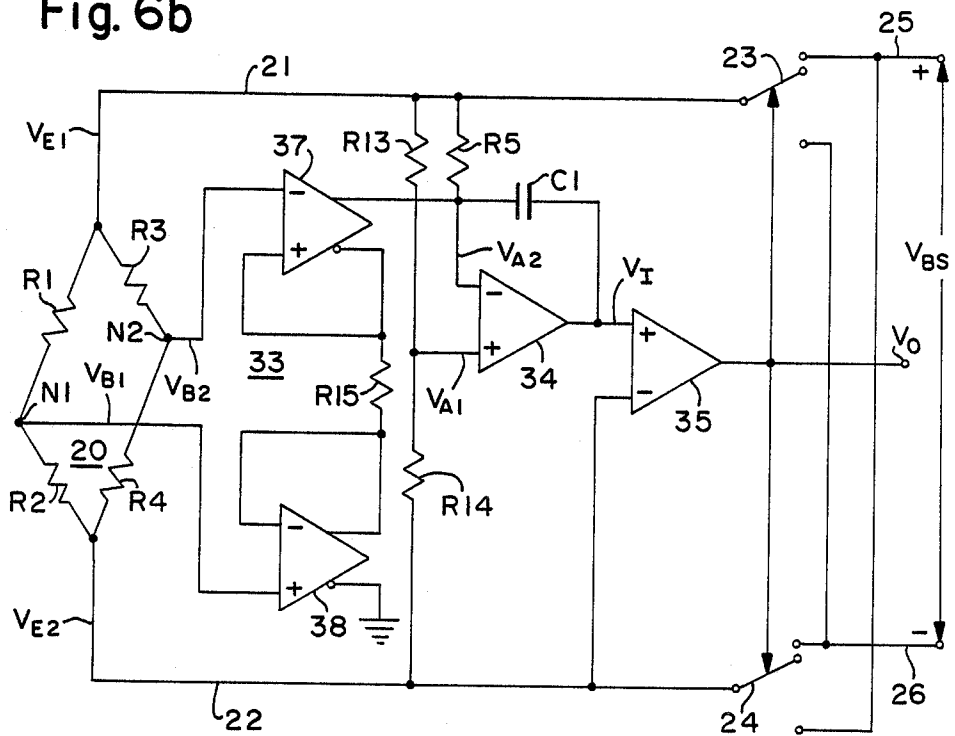 Fig. 6b
25
21
23
+
VE1
37
R13
R5
C1
−
R3
VA2
+
R1
VI
VBS
−
N2
+
VO
VB1
VB2
33
+
34
N1
R15
VA1
−
35
20
R2
R4
R14
−
+
38
VE2
−
26
22
24